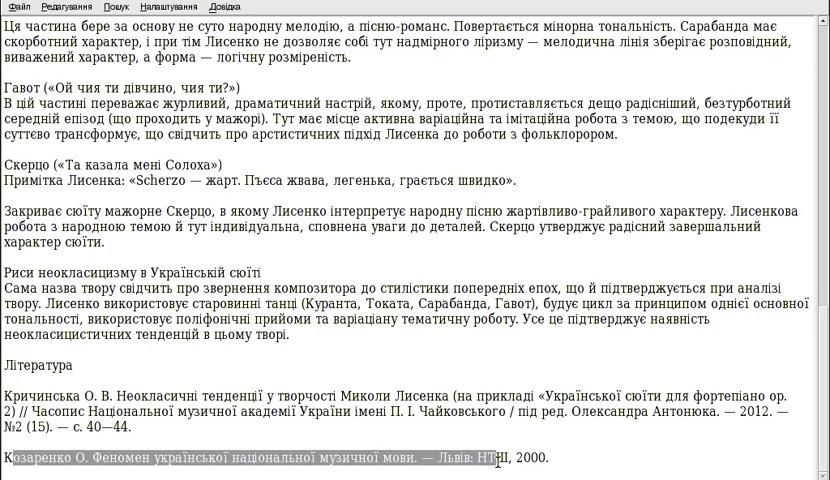 Файл Редагування Пошук Налаштування Довідка
Ця частина бере за основу не суто народну мелодію, а пісню-романс. Повертається мінорна тональність. Сарабанда має
скорботний характер, і при тім Лисенко не дозволяє собі тут надмірного ліризму — мелодична лінія зберігає розповідний,
виважений характер, а форма — логічну розміреність.
Гавот («Ой чия ти дівчино, чия ти?»)
В цій частині переважає журливий, драматичний настрій, якому, проте, протиставляється дещо радісніший, безтурботний
середній епізод (що проходить у мажорі). Тут має місце активна варіаційна та імітаційна робота з темою, що подекуди її
суттєво трансформує, що свідчить про арстистичних підхід Лисенка до роботи з фольклорором.
Скерцо («Та казала мені Солоха»)
Примітка Лисенка: «Scherzo — жарт. Пъєса жвава, легенька, грається швидко».
Закриває сюїту мажорне Скерцо, в якому Лисенко інтерпретує народну пісню жартівливо-грайливого характеру. Лисенкова
робота з народною темою й тут індивідуальна, сповнена уваги до деталей. Скерцо утверджує радісний завершальний
характер сюїти.
Риси неокласицизму в Українській сюїті
Сама назва твору свідчить про звернення композитора до стилістики попередніх епох, що й підтверджується при аналізі
твору. Лисенко використовує старовинні танці (Куранта, Токата, Сарабанда, Гавот), будує цикл за принципом однієї основної
тональності, використовує поліфонічні прийоми та варіаціану тематичну роботу. Усе це підтверджує наявність
неокласицистичних тенденцій в цьому творі.
Література
Кричинська О. В. Неокласичні тенденції у творчості Миколи Лисенка (на прикладі «Української сюїти для фортепіано ор.
2) // Часопис Національної музичної академії України імені П. І. Чайковського / під ред. Олександра Антонюка. — 2012. —
№2 (15). — с. 40—44.
Козаренко О. Феномен української національної музичної мови. — Львів: НТШ, 2000.